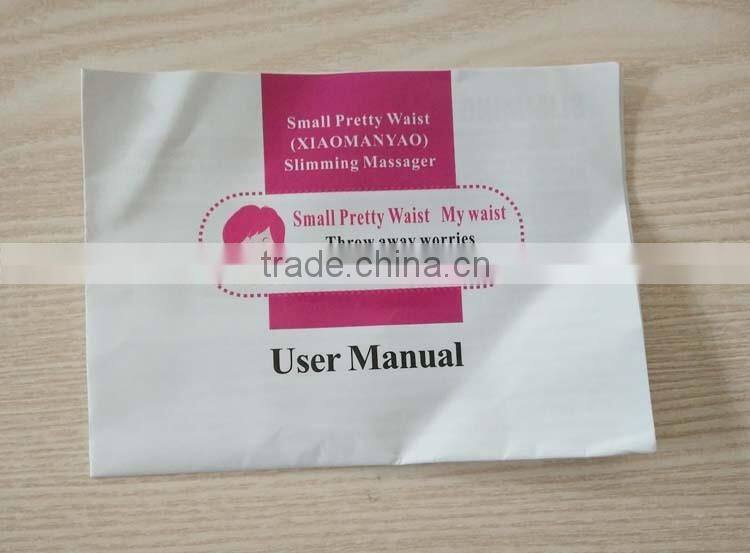 Small Pretty Waist
(XIAOMANYAO)
Slimming Massager
Small Pretty Waist My waist
Throw away worries
trade.china.cn
User Manual